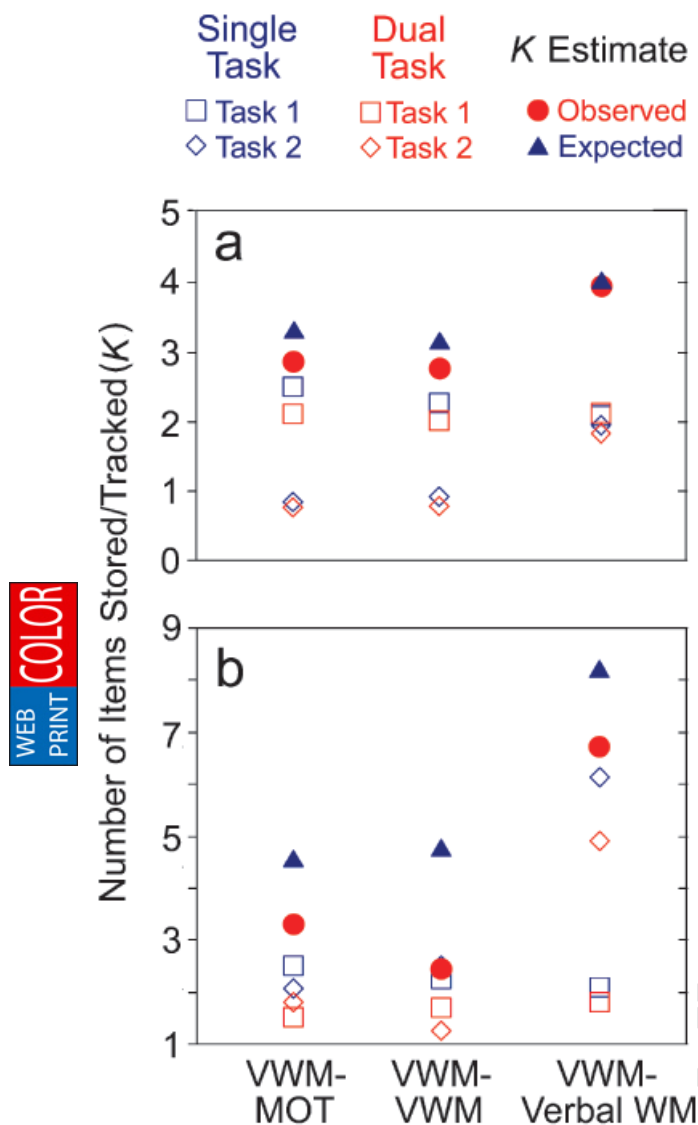 Single Task
Dual Task
K Estimate
Task 1
Task 2
Task 1
Task 2
Observed
Expected
Number of Items Stored/Tracked (K)
a
5
4
3
2
1
0
b
9
7
5
3
1
VWM-MOT
VWM-VWM
VWM-Verbal WM
WEB
PRINT
COLOR